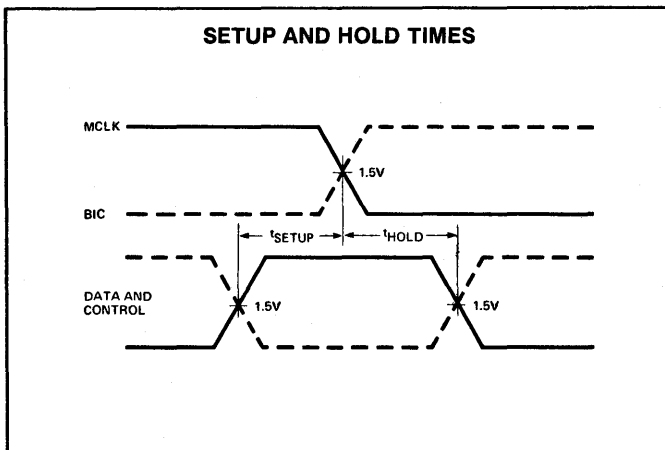 SETUP AND HOLD TIMES
MCLK
1.5V
BIC
tSETUP
tHOLD
DATA AND
CONTROL
1.5V
1.5V